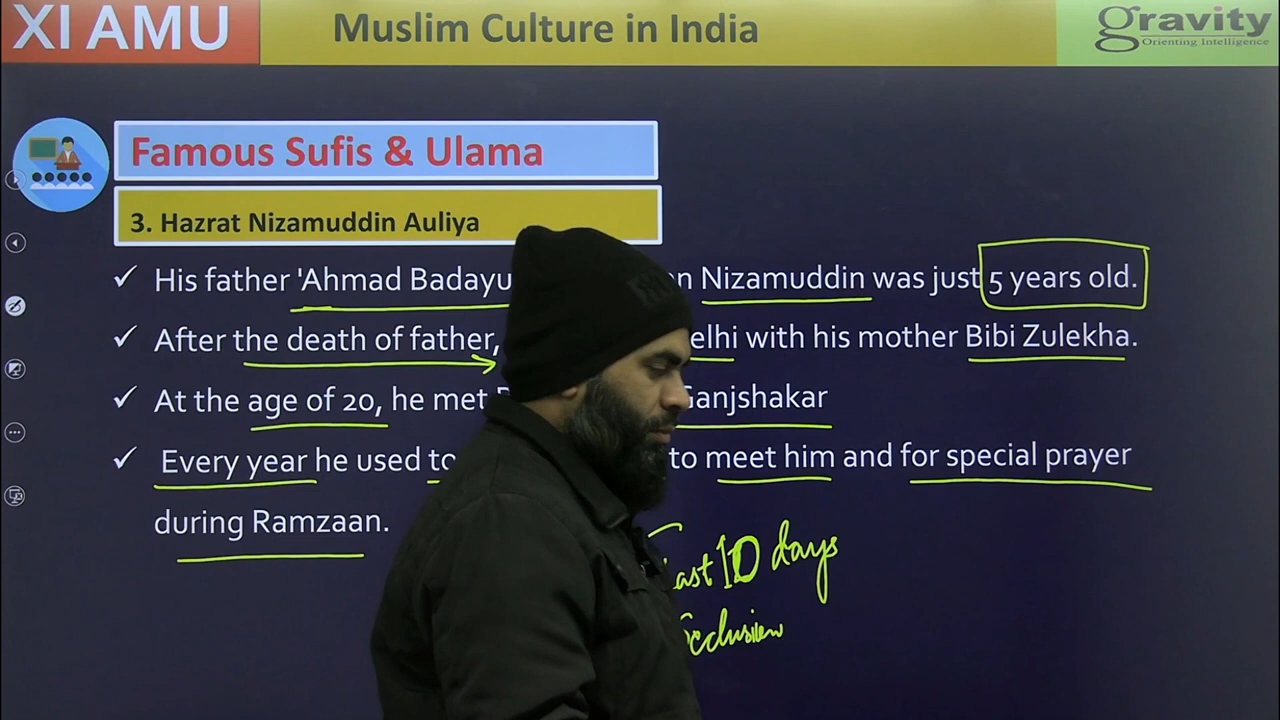 XI AMU
Muslim Culture in India
gravity
Orienting Intelligence
Famous Sufis & Ulama
3. Hazrat Nizamuddin Auliya
✓ His father 'Ahmad Badayu n Nizamuddin was just 5 years old.
✓ After the death of father, elhi with his mother Bibi Zulekha.
✓ At the age of 20, he met Ganjshakar
✓ Every year he used to to meet him and for special prayer
during Ramzaan.
Last 10 days
Seclusion